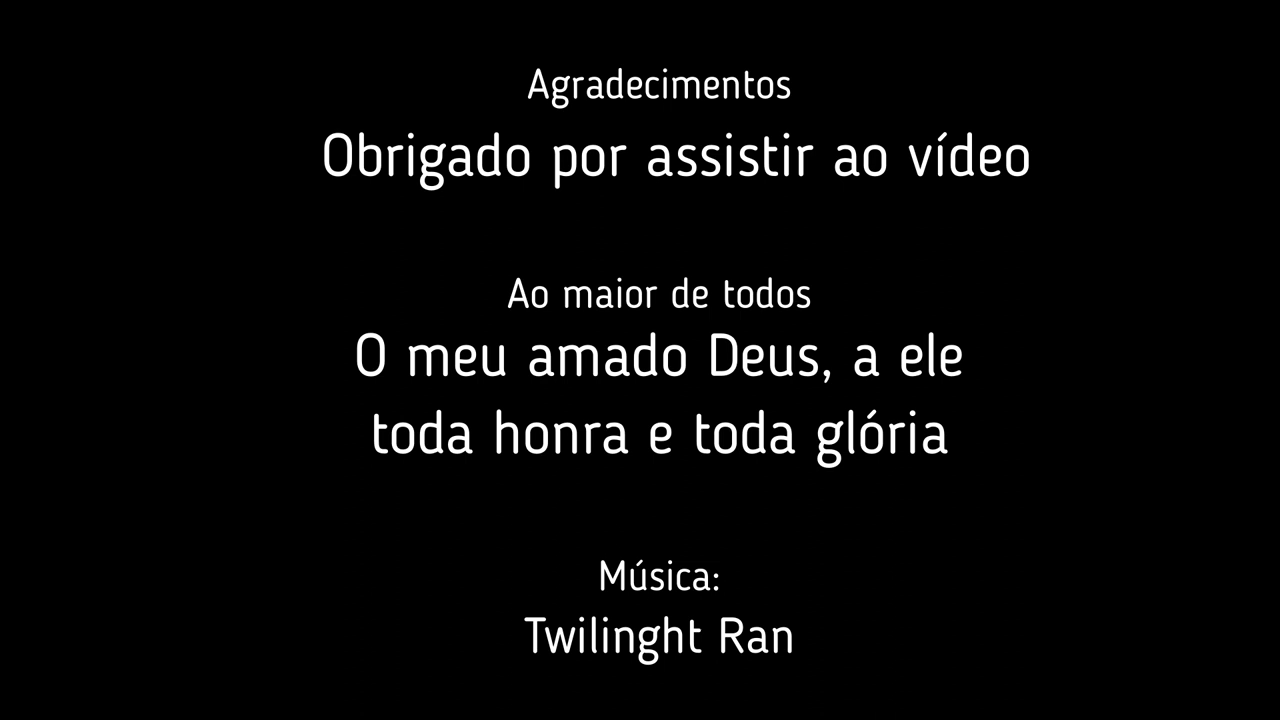 Agradecimentos
Obrigado por assistir ao vídeo
Ao maior de todos
O meu amado Deus, a ele
toda honra e toda glória
Música:
Twilinght Ran